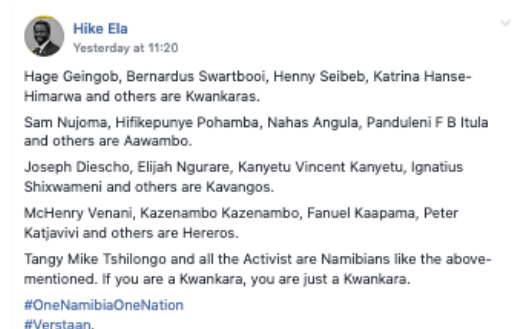 Hike Ela
Yesterday at 11:20
Hage Geingob, Bernardus Swartbooi, Henny Seibeb, Katrina Hanse-
Himarwa and others are Kwankaras.
Sam Nujoma, Hifikepunye Pohamba, Nahas Angula, Panduleni F B Itula
and others are Aawambo.
Joseph Diescho, Elijah Ngurare, Kanyetu Vincent Kanyetu, Ignatius
Shixwameni and others are Kavangos.
McHenry Venani, Kazenambo Kazenambo, Fanuel Kaapama, Peter
Katjavivi and others are Hereros.
Tangy Mike Tshilongo and all the Activist are Namibians like the above-
mentioned. If you are a Kwankara, you are just a Kwankara.
#OneNamibiaOneNation
#Verstaan.